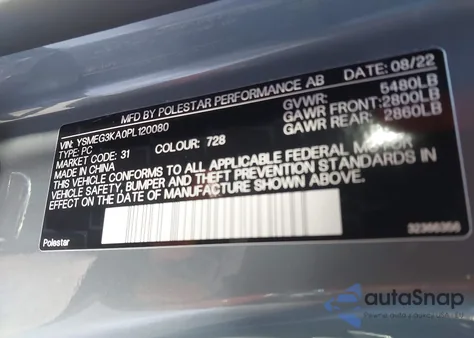 MFD BY POLESTAR PERFORMANCE AB 08/22
VIN: YSMEG3KA0PL120080 GVWR: 5480LB
TYPE: PC GAWR FRONT:2800LB
MARKET CODE: 31 COLOUR: 728 GAWR REAR: 2860LB
MADE IN CHINA
THIS VEHICLE CONFORMS TO ALL APPLICABLE FEDERAL MOTOR
VEHICLE SAFETY, BUMPER AND THEFT PREVENTION STANDARDS IN
EFFECT ON THE DATE OF MANUFACTURE SHOWN ABOVE.
Polestar
autoSnap